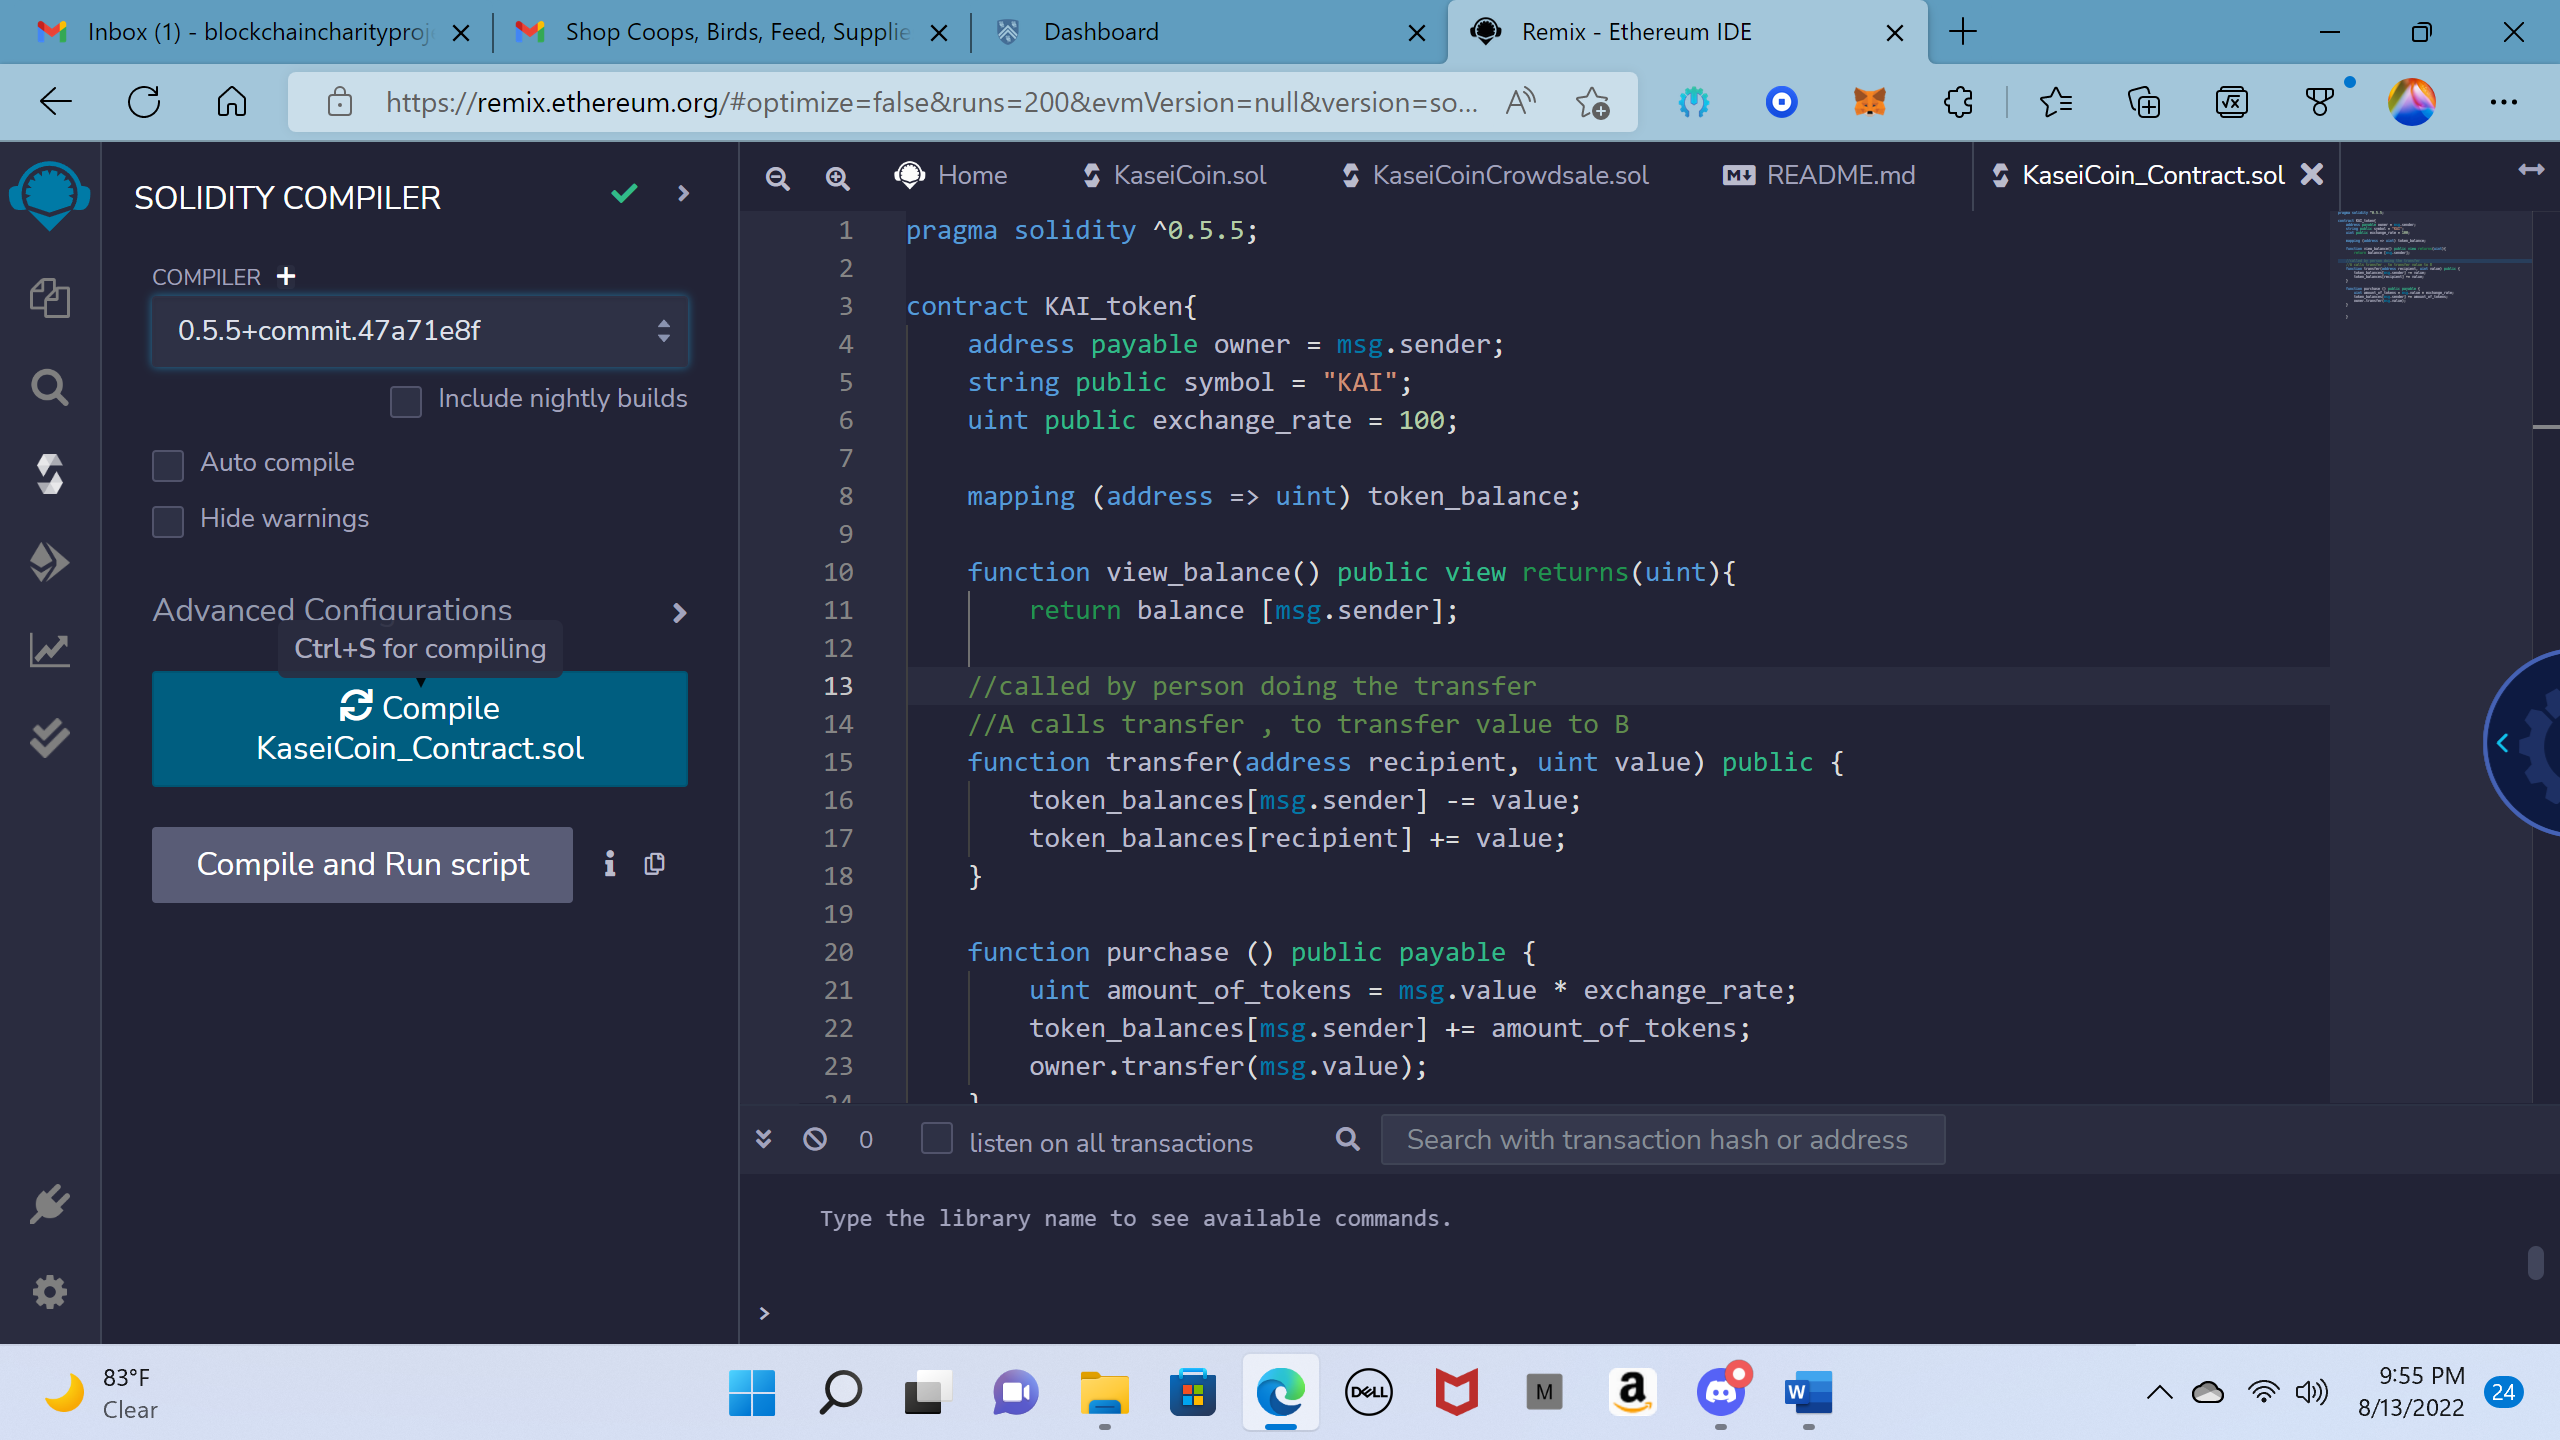 Inbox (1) - blockchaincharityproj
Shop Coops, Birds, Feed, Supplie
Dashboard
Remix - Ethereum IDE
https://remix.ethereum.org/#optimize=false&runs=200&evmVersion=null&version=so...
SOLIDITY COMPILER
COMPILER +
0.5.5+commit.47a71e8f
Include nightly builds
Auto compile
Hide warnings
Advanced Configurations
Ctrl+S for compiling
Compile
KaseiCoin_Contract.sol
Compile and Run script
Home
KaseiCoin.sol
KaseiCoinCrowdsale.sol
README.md
KaseiCoin_Contract.sol
1 pragma solidity ^0.5.5;
2
3 contract KAI_token{
4 address payable owner = msg.sender;
5 string public symbol = "KAI";
6 uint public exchange_rate = 100;
7
8 mapping (address => uint) token_balance;
9
10 function view_balance() public view returns(uint){
11 return balance [msg.sender];
12
13 //called by person doing the transfer
14 //A calls transfer , to transfer value to B
15 function transfer(address recipient, uint value) public {
16 token_balances[msg.sender] -= value;
17 token_balances[recipient] += value;
18 }
19
20 function purchase () public payable {
21 uint amount_of_tokens = msg.value * exchange_rate;
22 token_balances[msg.sender] += amount_of_tokens;
23 owner.transfer(msg.value);
24 }
0
listen on all transactions
Search with transaction hash or address
Type the library name to see available commands.
>
83°F
Clear
DELL
M
a
W
9:55 PM
8/13/2022
24